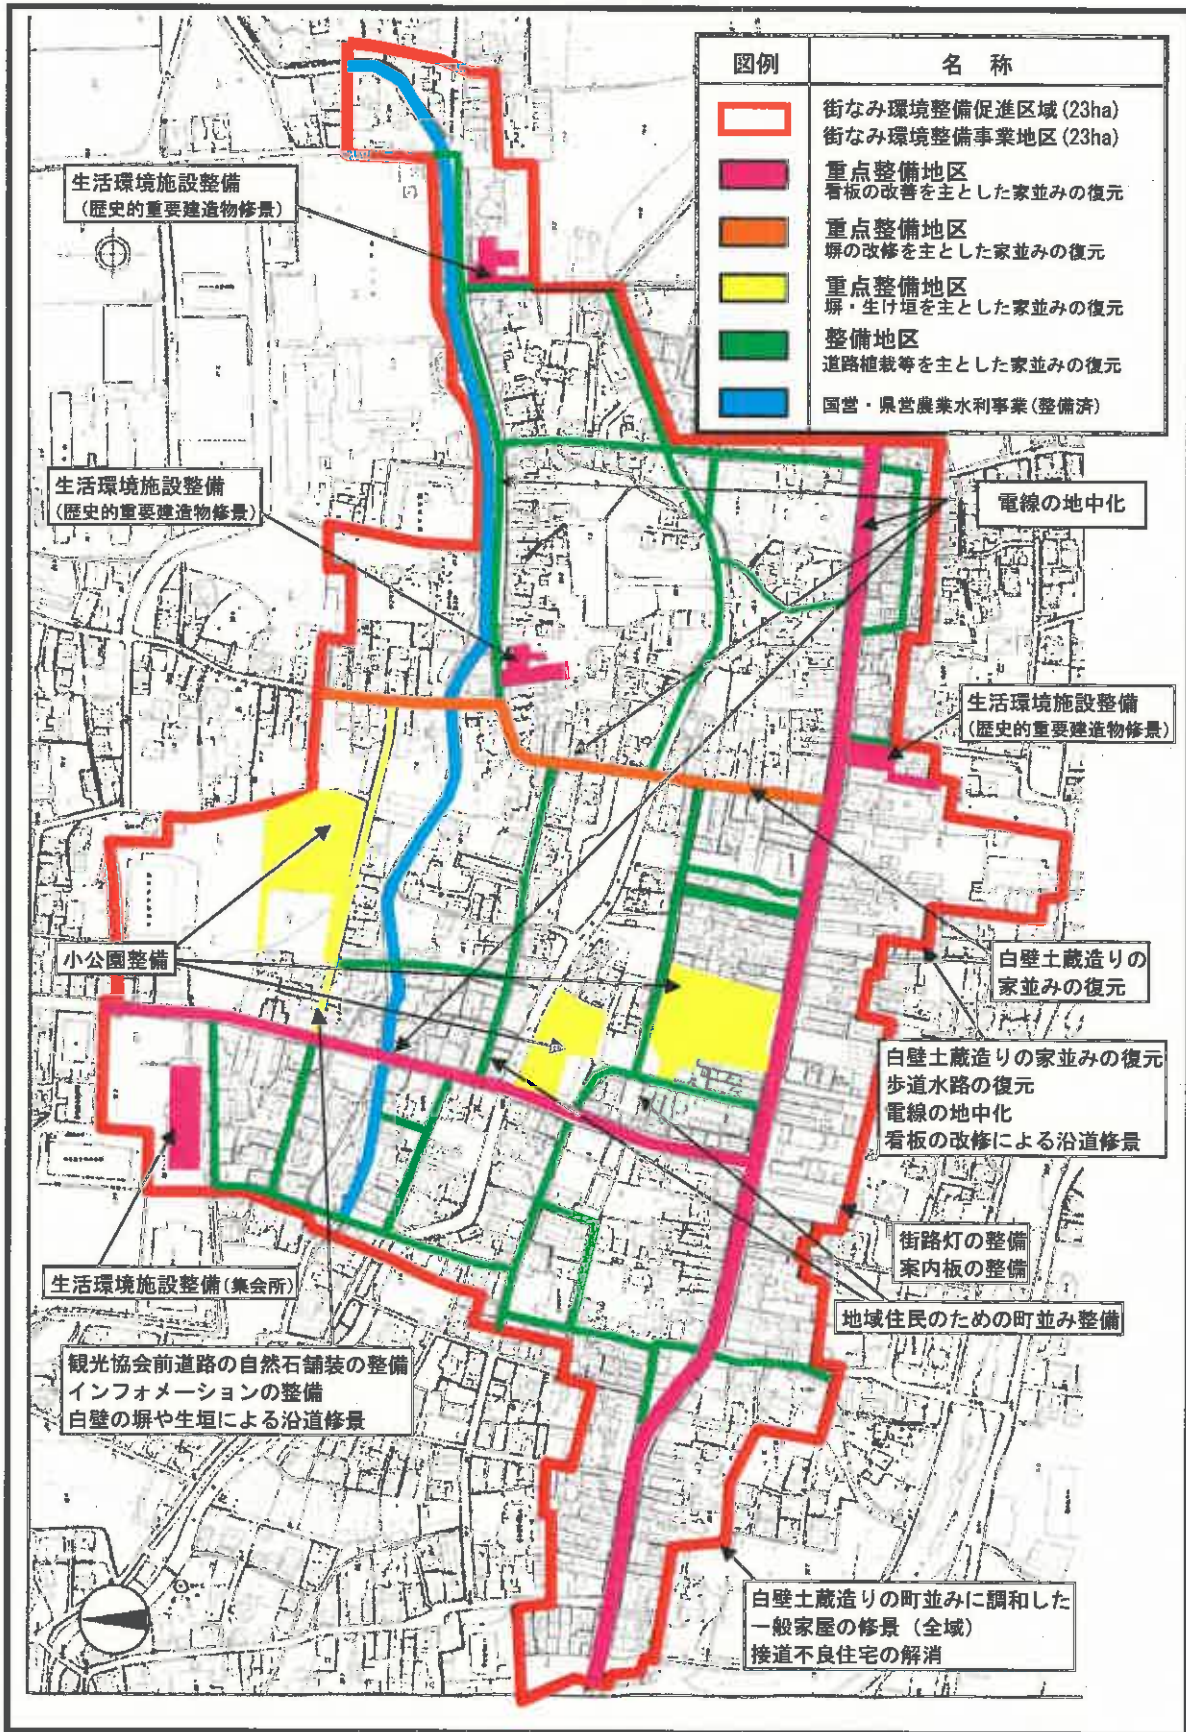 図例
名 称
街なみ環境整備促進区域(23ha)
街なみ環境整備事業地区(23ha)
重点整備地区
看板の改善を主とした家並みの復元
重点整備地区
塀の改修を主とした家並みの復元
重点整備地区
塀・生け垣を主とした家並みの復元
整備地区
道路植栽等を主とした家並みの復元
国営・県営農業水利事業(整備済)
生活環境施設整備
(歴史的重要建造物修景)
生活環境施設整備
(歴史的重要建造物修景)
電線の地中化
生活環境施設整備
(歴史的重要建造物修景)
小公園整備
白壁土蔵造りの
家並みの復元
白壁土蔵造りの家並みの復元
歩道水路の復元
電線の地中化
看板の改修による沿道修景
街路灯の整備
案内板の整備
生活環境施設整備(集会所)
地域住民のための町並み整備
観光協会前道路の自然石舗装の整備
インフォメーションの整備
白壁の塀や生垣による沿道修景
白壁土蔵造りの町並みに調和した
一般家屋の修景(全域)
接道不良住宅の解消